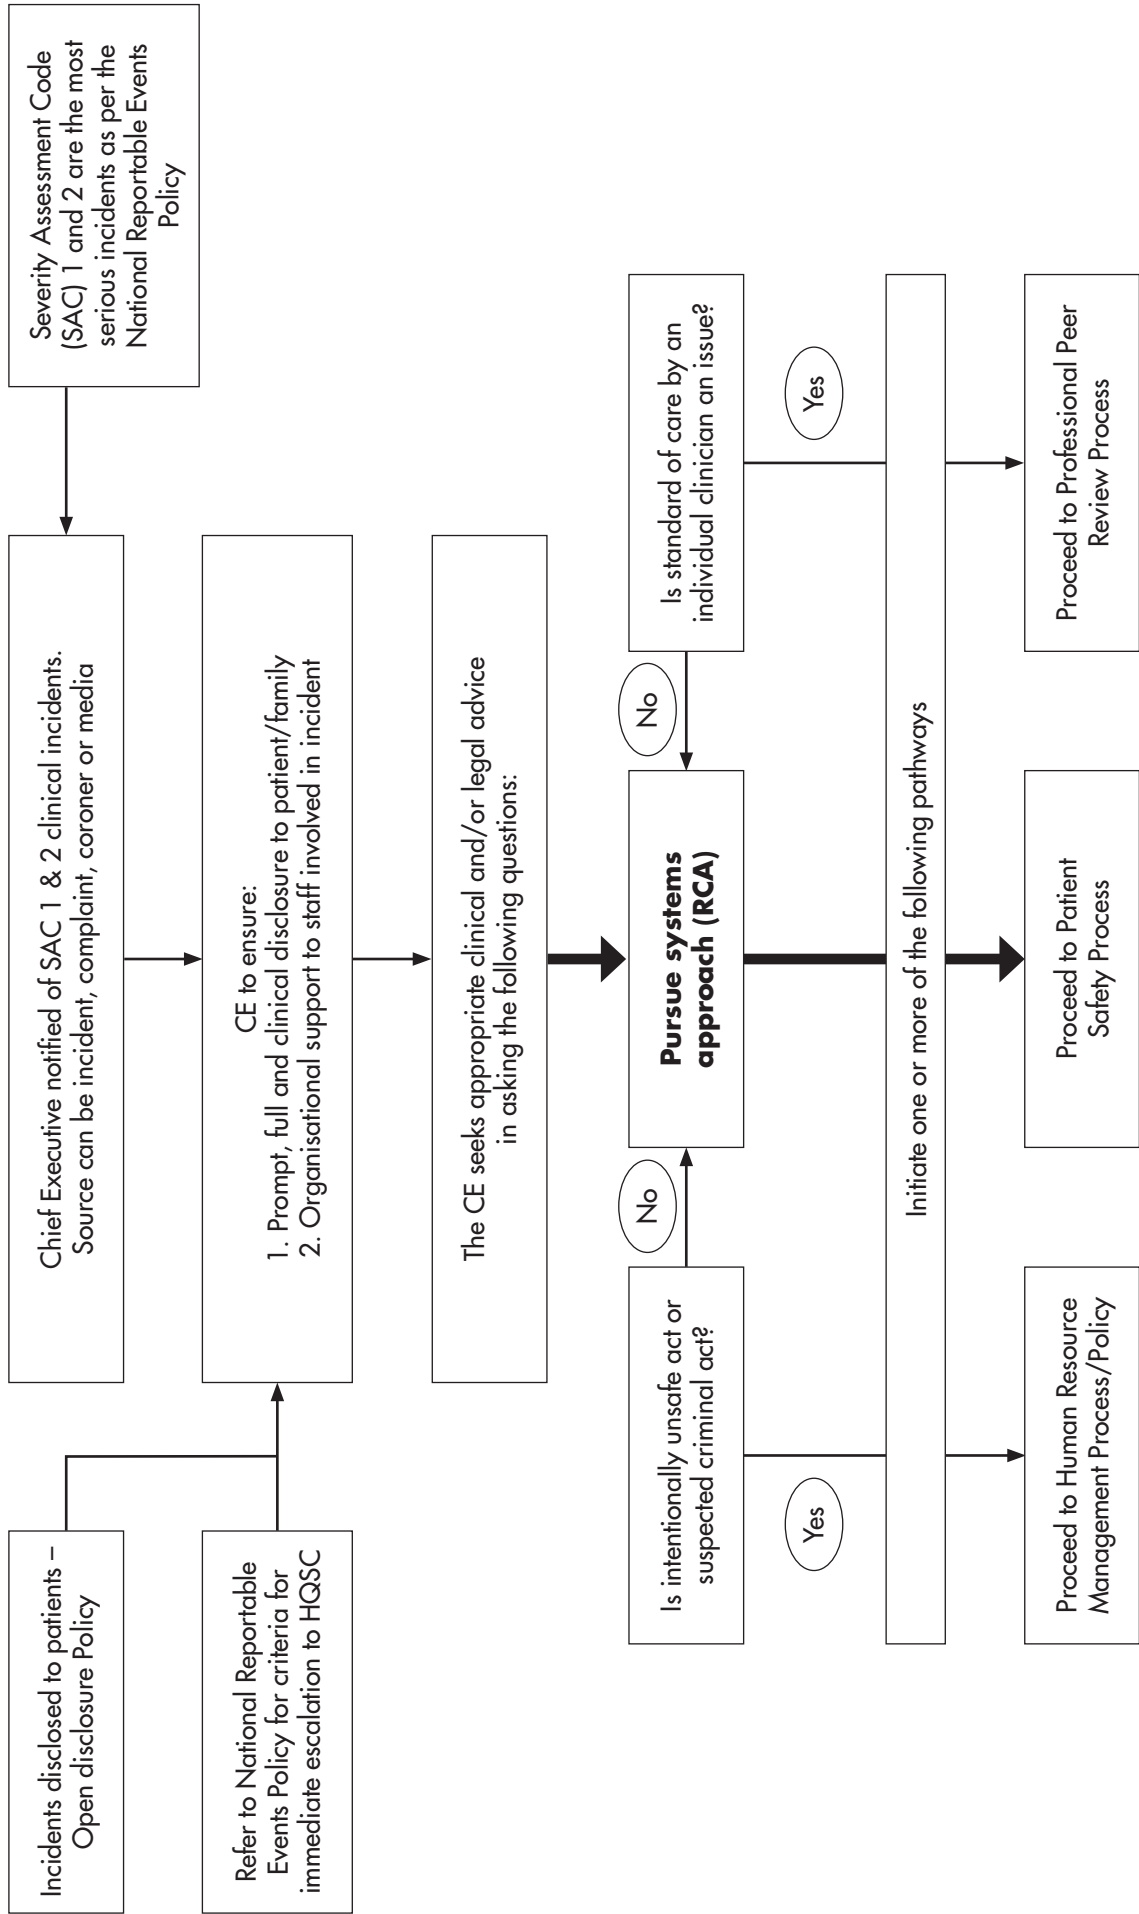 Incidents disclosed to patients –
Open disclosure Policy
Chief Executive notified of SAC 1 & 2 clinical incidents.
Source can be incident, complaint, coroner or media
Severity Assessment Code
(SAC) 1 and 2 are the most
serious incidents as per the
National Reportable Events
Policy
Refer to National Reportable
Events Policy for criteria for
immediate escalation to HQSC
CE to ensure:
1. Prompt, full and clinical disclosure to patient/family
2. Organisational support to staff involved in incident
The CE seeks appropriate clinical and/or legal advice
in asking the following questions:
Is intentionally unsafe act or
suspected criminal act?
No
Pursue systems
approach (RCA)
No
Is standard of care by an
individual clinician an issue?
Yes
Yes
Initiate one or more of the following pathways
Proceed to Human Resource
Management Process/Policy
Proceed to Patient
Safety Process
Proceed to Professional Peer
Review Process